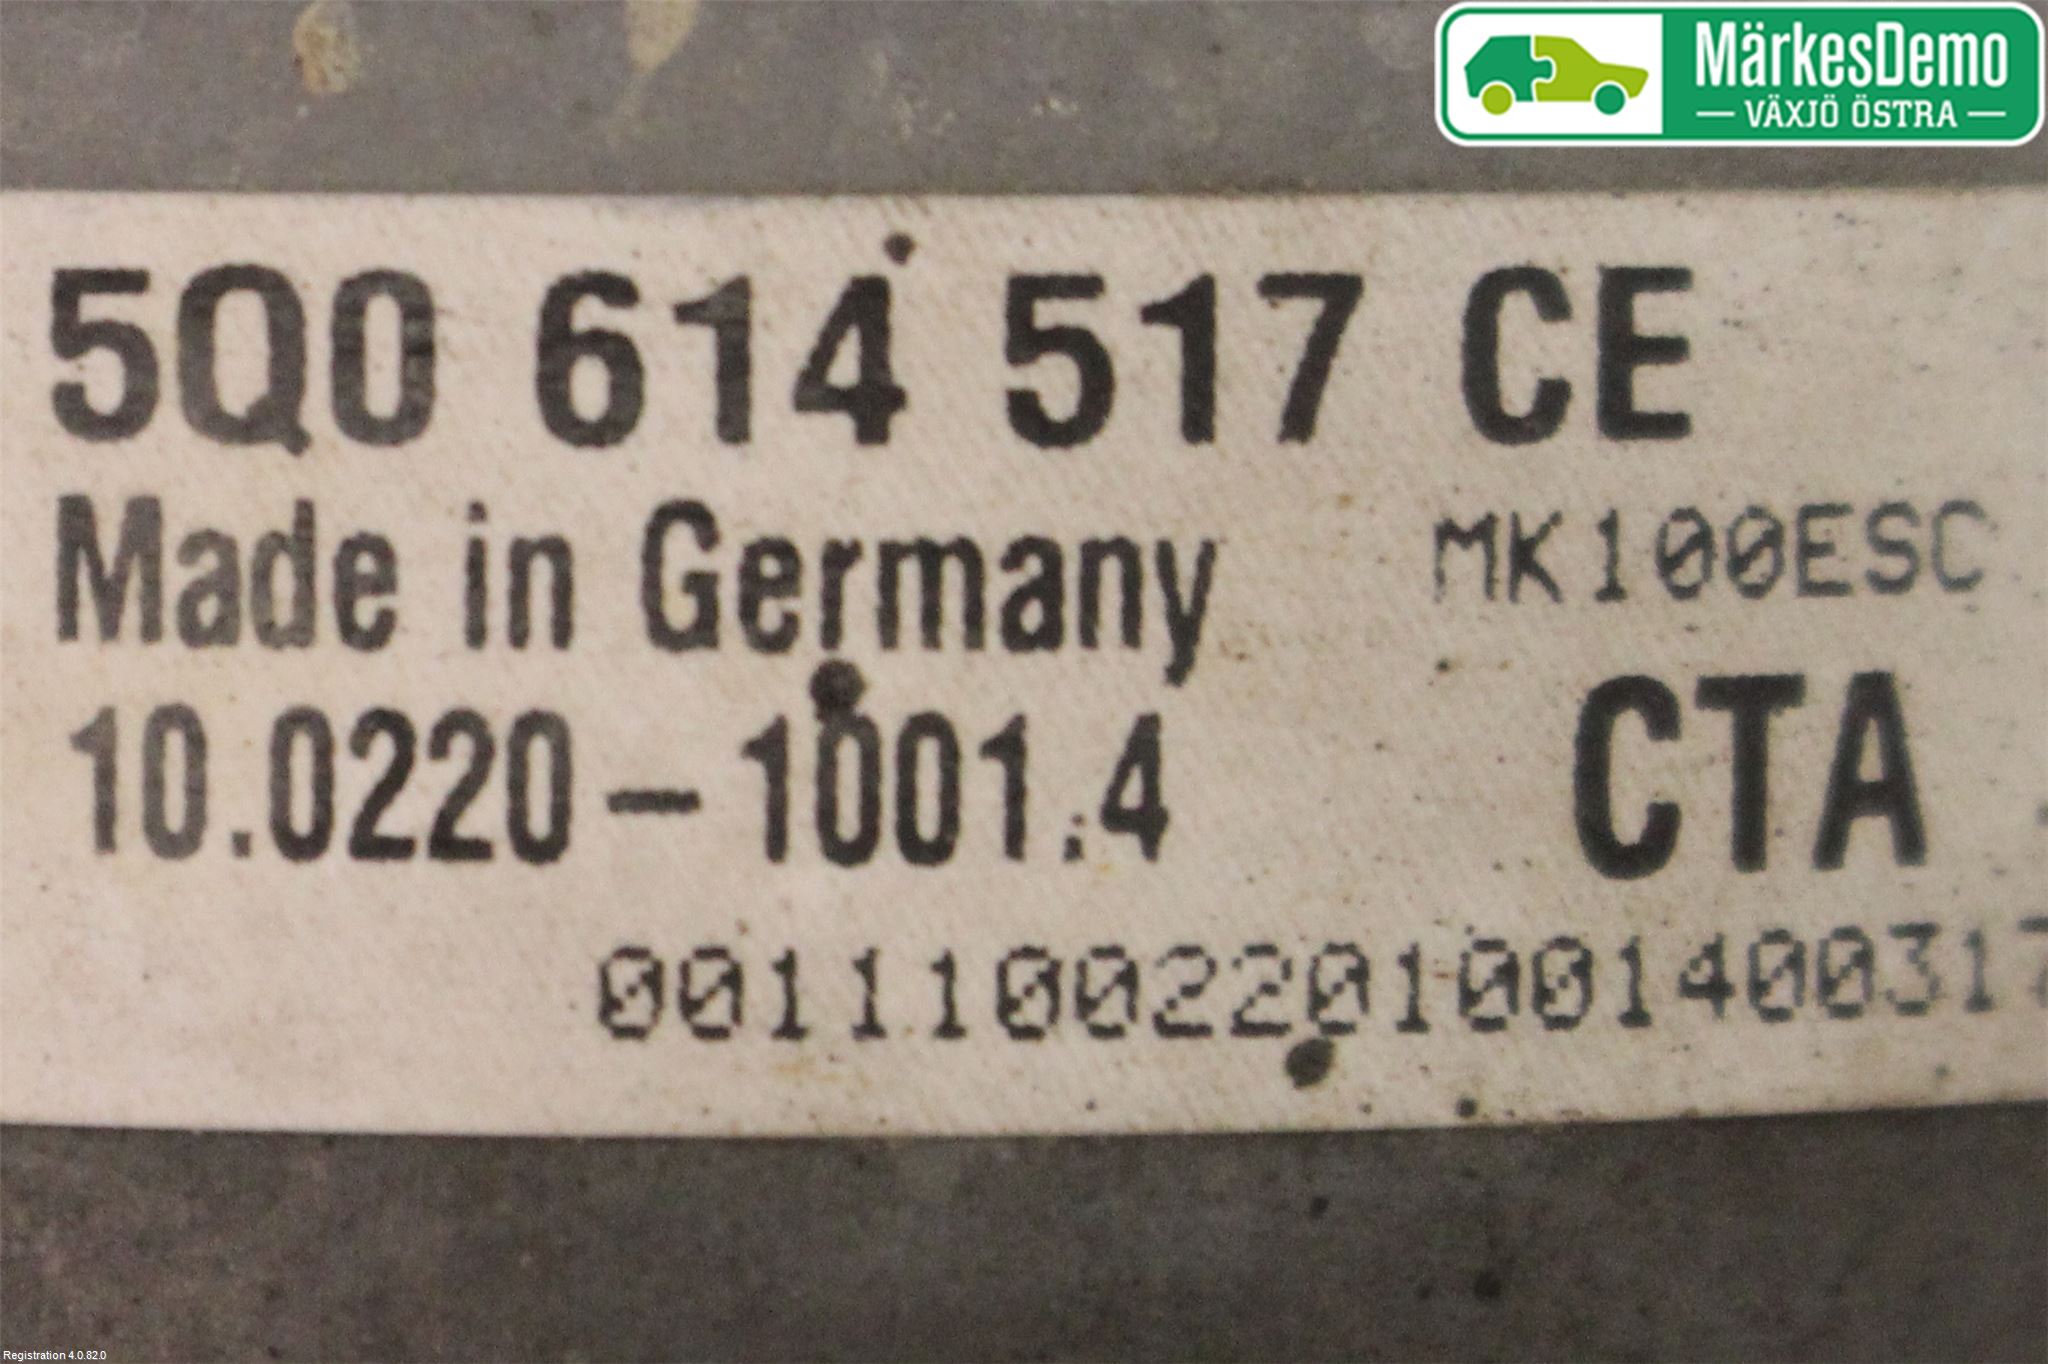 MärkesDemo
— VÄXJÖ ÖSTRA —
5Q0 614 517 CE
Made in Germany MK100ESC
10.0220-1001.4 CTA
00111002201001400317
Registration 4.0.82.0